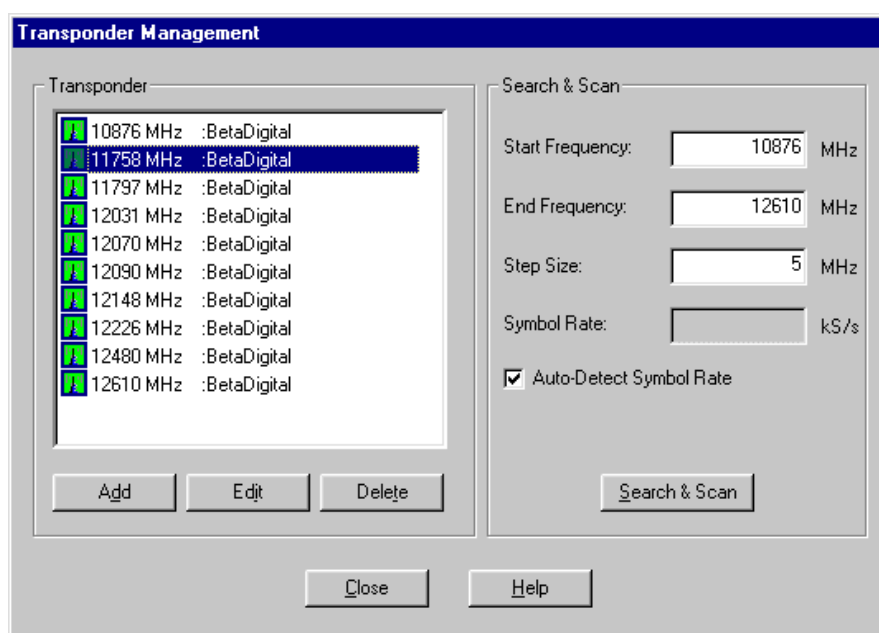 Transponder Management
Transponder
10876 MHz :BetaDigital
11758 MHz :BetaDigital
11797 MHz :BetaDigital
12031 MHz :BetaDigital
12070 MHz :BetaDigital
12090 MHz :BetaDigital
12148 MHz :BetaDigital
12226 MHz :BetaDigital
12480 MHz :BetaDigital
12610 MHz :BetaDigital
Add Edit Delete
Search & Scan
Start Frequency: 10876 MHz
End Frequency: 12610 MHz
Step Size: 5 MHz
Symbol Rate: kS/s
Auto-Detect Symbol Rate
Search & Scan
Close Help